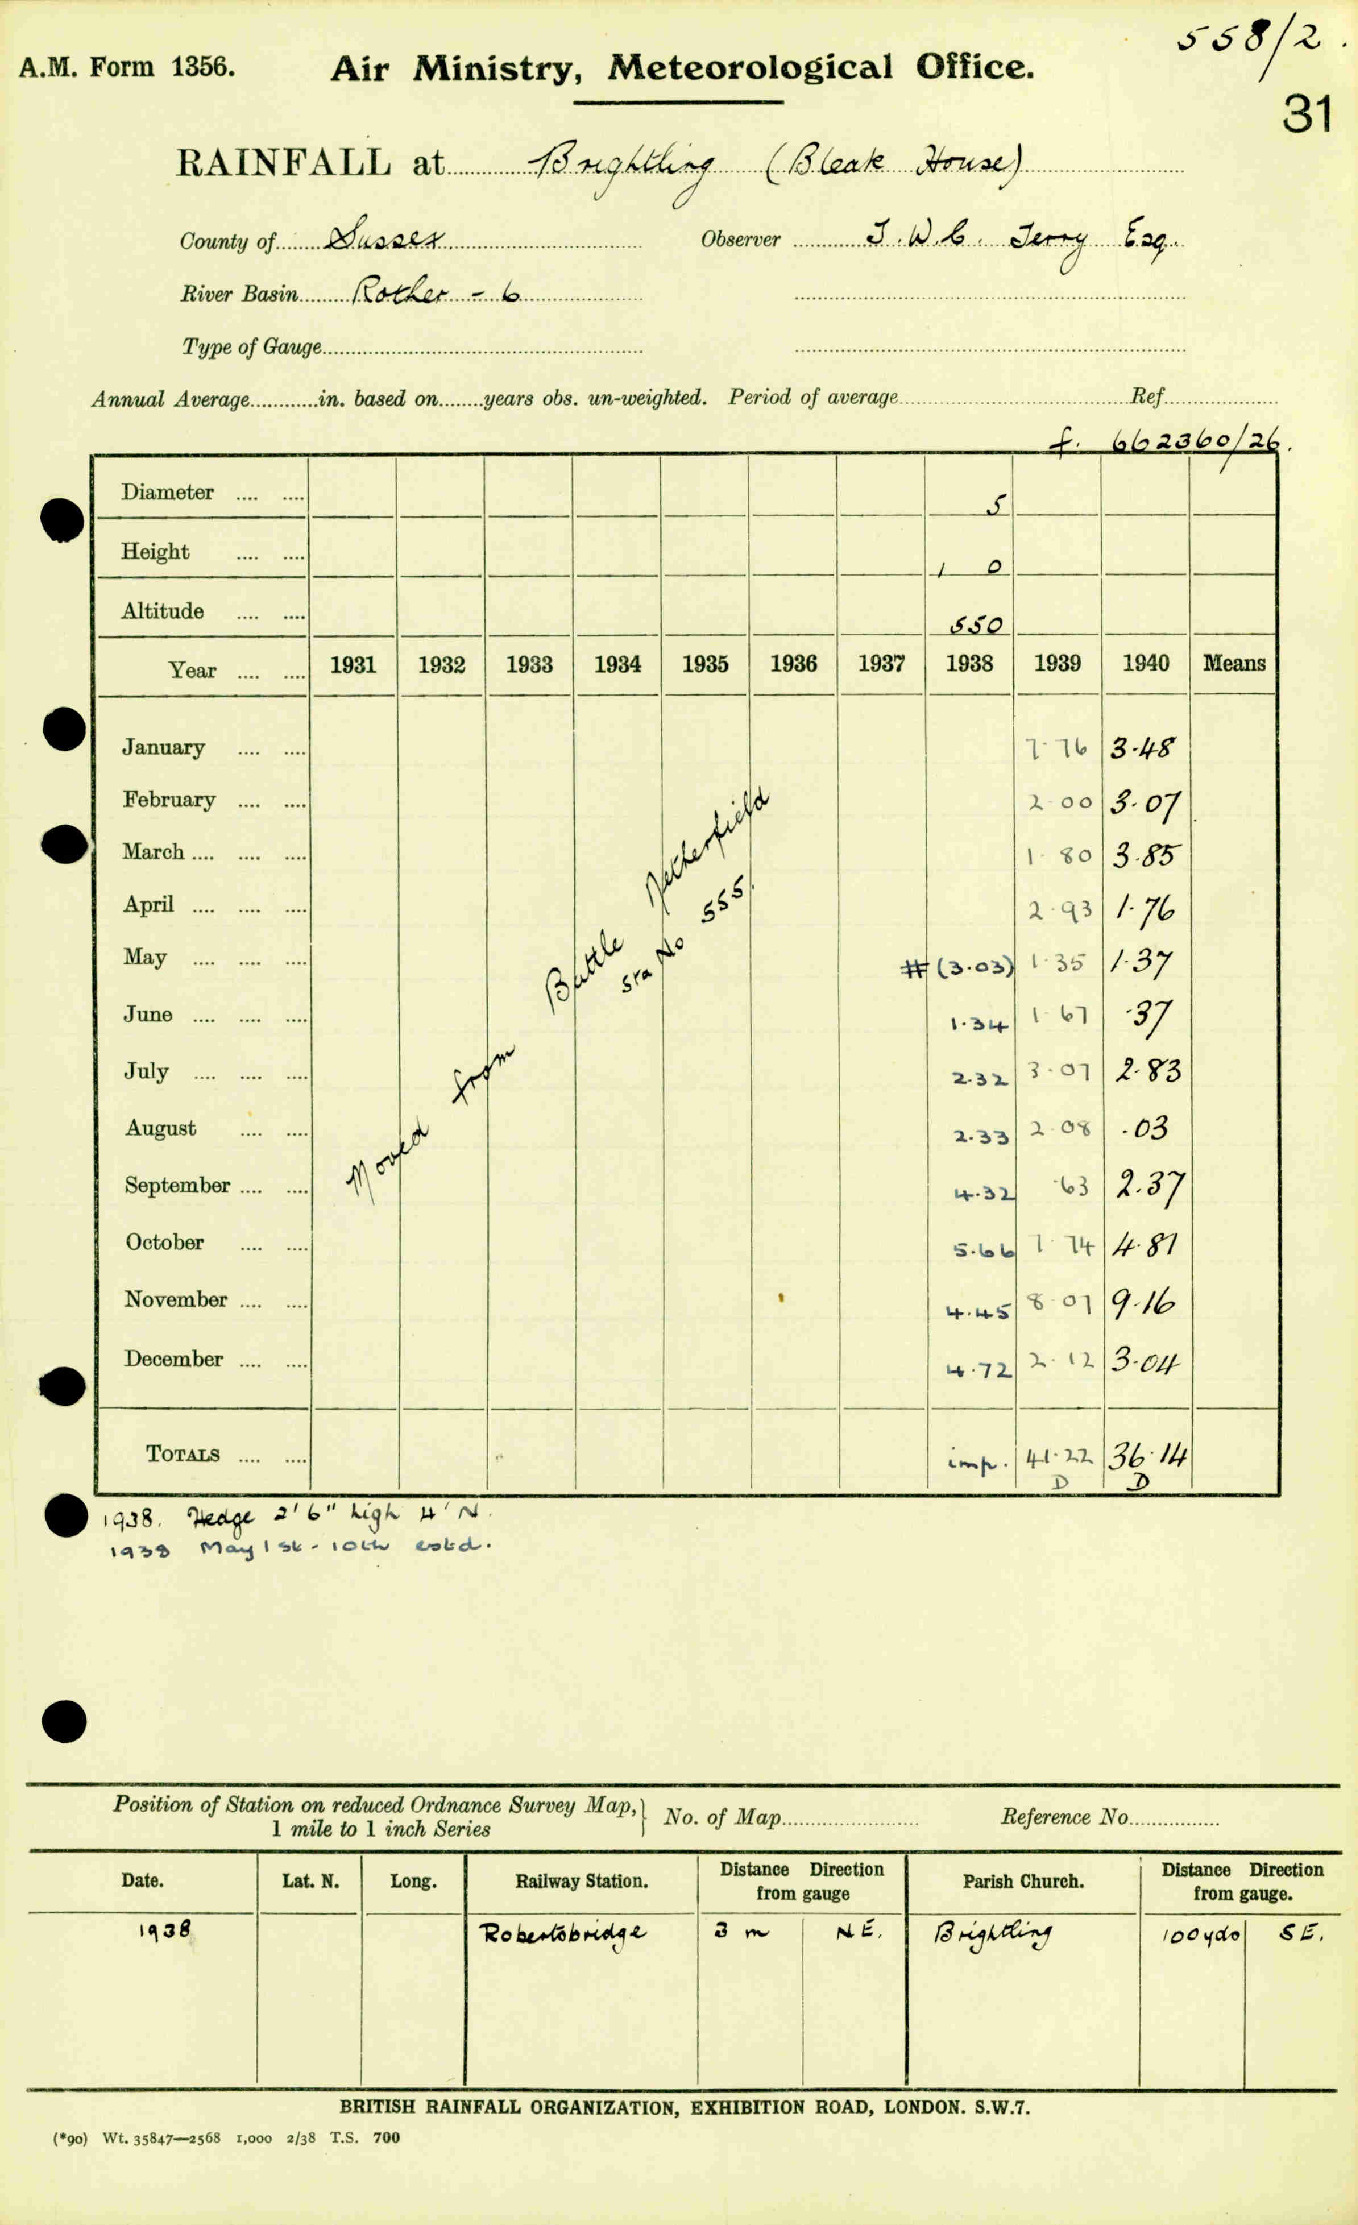 558/2.
A.M. Form 1356. Air Ministry, Meteorological Office.
31
RAINFALL at Brightling (Bleak House)
County of Sussex Observer T.W.C. Terry Esq.
River Basin Rother - 6
Type of Gauge
Annual Average in. based on years obs. un-weighted. Period of average Ref
f. 662360/26.
Diameter 5
Height 1 0
Altitude 550
Year 1931 1932 1933 1934 1935 1936 1937 1938 1939 1940 Means
January 7.76 3.48
February 2.00 3.07
March 1.80 3.85
April 2.93 1.76
May # (3.03) 1.35 1.37
June 1.34 1.67 .37
July 2.32 3.07 2.83
August 2.33 2.08 .03
September 4.32 .63 2.37
October 5.66 7.74 4.81
November 4.45 8.07 9.16
December 4.72 2.12 3.04
Moved from Battle Netherfield
Sta No 555.
TOTALS imp. 41.22 36.14
D D
1938. Hedge 2' 6" high 4' N.
1938 May 1st - 10th estd.
Position of Station on reduced Ordnance Survey Map, 1 mile to 1 inch Series } No. of Map Reference No
Date. Lat. N. Long. Railway Station. Distance Direction from gauge Parish Church. Distance Direction from gauge.
1938 Robertsbridge 3 m NE. Brightling 100 yds SE.
BRITISH RAINFALL ORGANIZATION, EXHIBITION ROAD, LONDON. S.W.7.
(*90) Wt. 35847—2568 1,000 2/38 T.S. 700